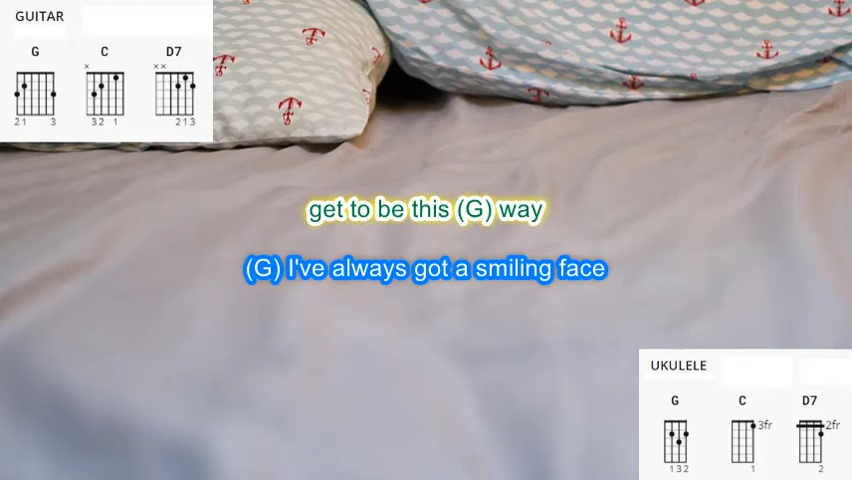 GUITAR
G C D7
x xx
21 3 32 1 213
get to be this (G) way
(G) I've always got a smiling face
UKULELE
G C D7
3fr 2fr
132 1 2